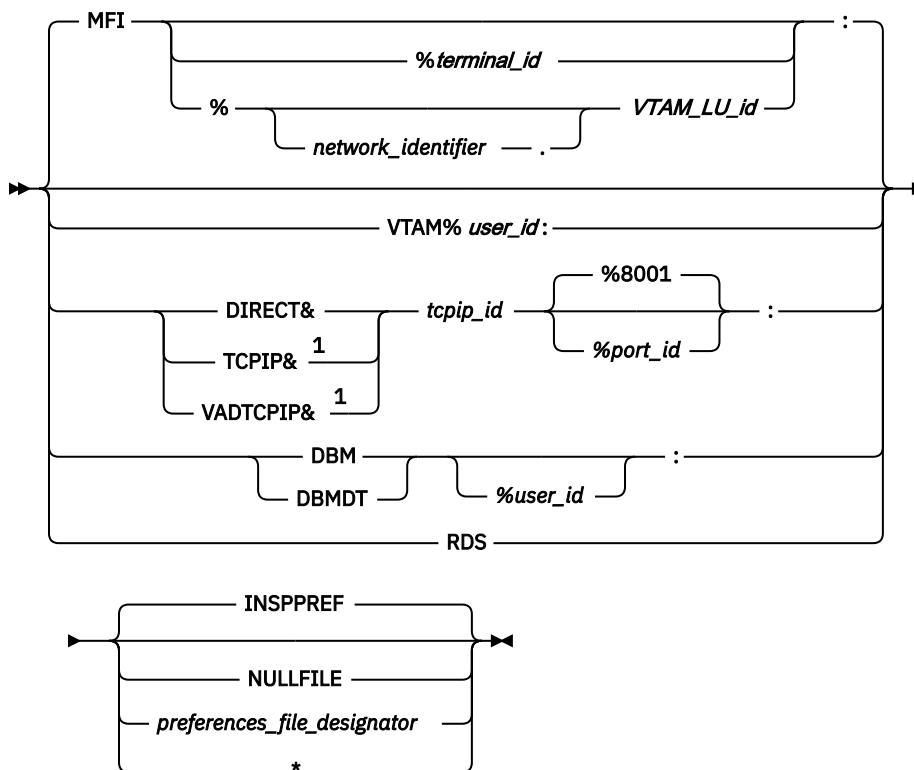 MFI :
%terminal_id
% VTAM_LU_id
network_identifier .
VTAM% user_id:
%8001
DIRECT& tcpip_id :
TCPIP& 1 %port_id
VADTCPIP& 1
DBM :
DBMDT %user_id
RDS
INSPPREF
NULLFILE
preferences_file_designator
*